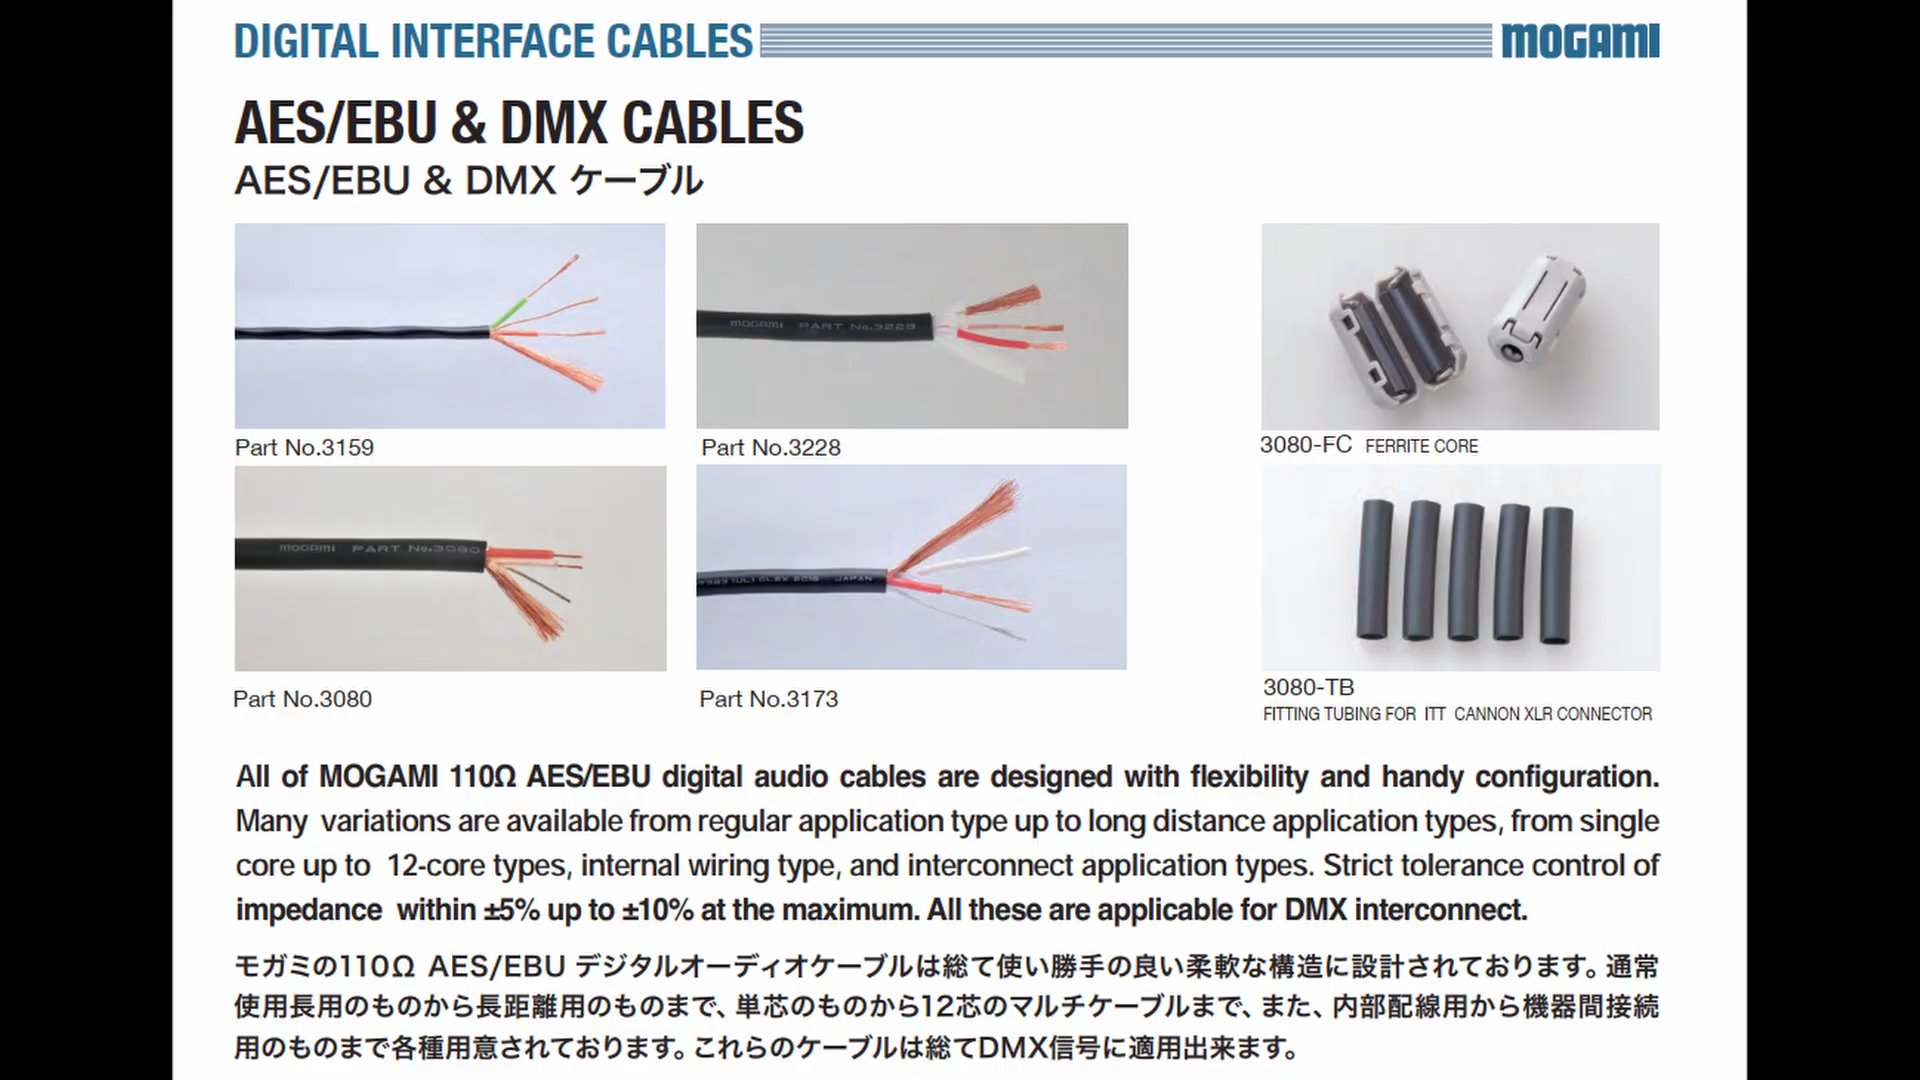 DIGITAL INTERFACE CABLES MOGAMI
AES/EBU & DMX CABLES
AES/EBU & DMX ケーブル
MOGAMI PART No.3228
Part No.3159
Part No.3228
3080-FC FERRITE CORE
MOGAMI PART No.3080
7393 (UL) CL2X 2018 JAPAN
Part No.3080
Part No.3173
3080-TB
FITTING TUBING FOR ITT CANNON XLR CONNECTOR
All of MOGAMI 110Ω AES/EBU digital audio cables are designed with flexibility and handy configuration.
Many variations are available from regular application type up to long distance application types, from single
core up to 12-core types, internal wiring type, and interconnect application types. Strict tolerance control of
impedance within ±5% up to ±10% at the maximum. All these are applicable for DMX interconnect.
モガミの110Ω AES/EBU デジタルオーディオケーブルは総て使い勝手の良い柔軟な構造に設計されております。通常
使用長用のものから長距離用のものまで、単芯のものから12芯のマルチケーブルまで、また、内部配線用から機器間接続
用のものまで各種用意されております。これらのケーブルは総てDMX信号に適用出来ます。